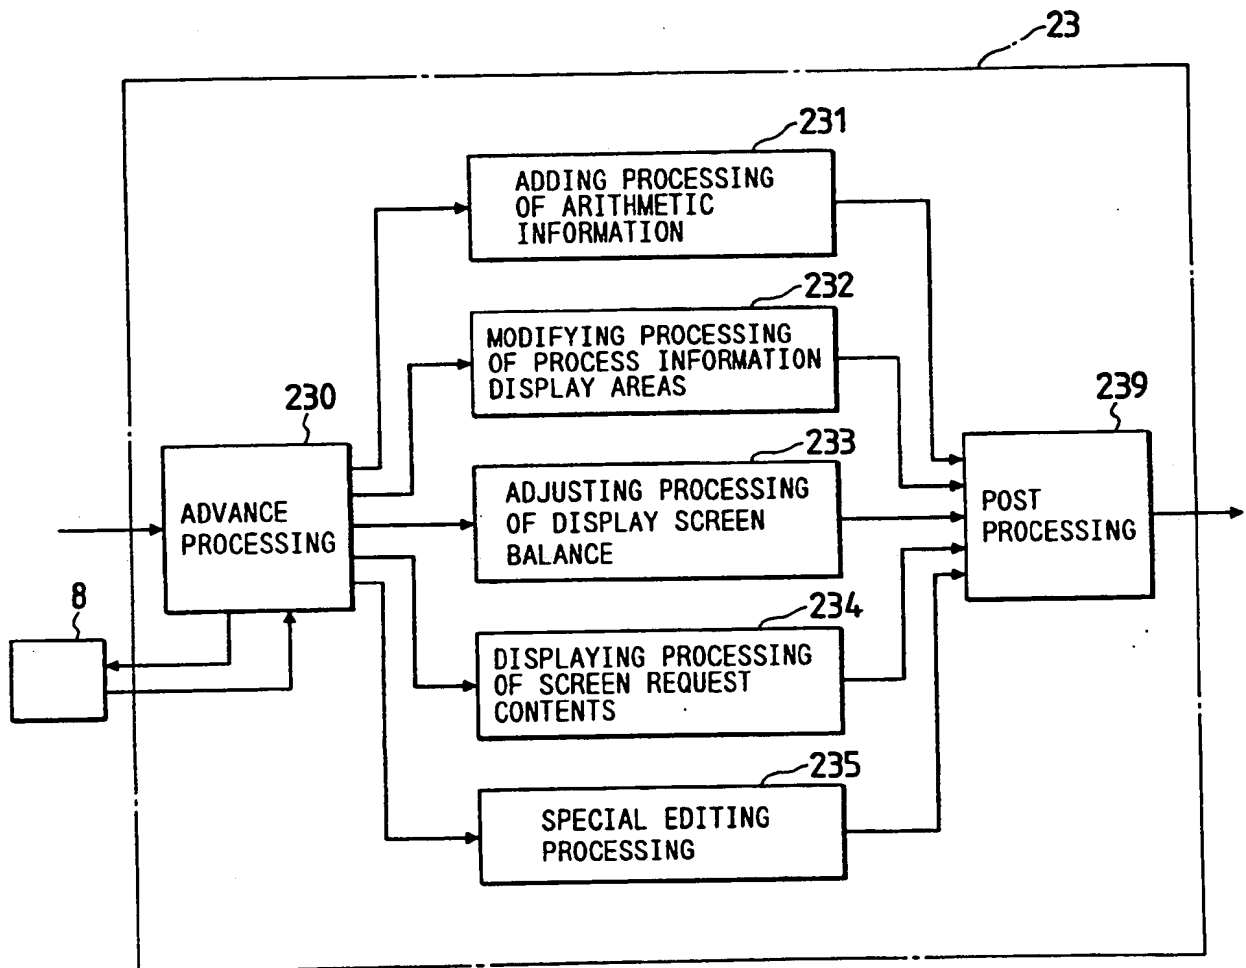 23
231
ADDING PROCESSING
OF ARITHMETIC
INFORMATION
232
MODIFYING PROCESSING
OF PROCESS INFORMATION
DISPLAY AREAS
230
ADVANCE
PROCESSING
233
ADJUSTING PROCESSING
OF DISPLAY SCREEN
BALANCE
239
POST
PROCESSING
8
234
DISPLAYING PROCESSING
OF SCREEN REQUEST
CONTENTS
235
SPECIAL EDITING
PROCESSING